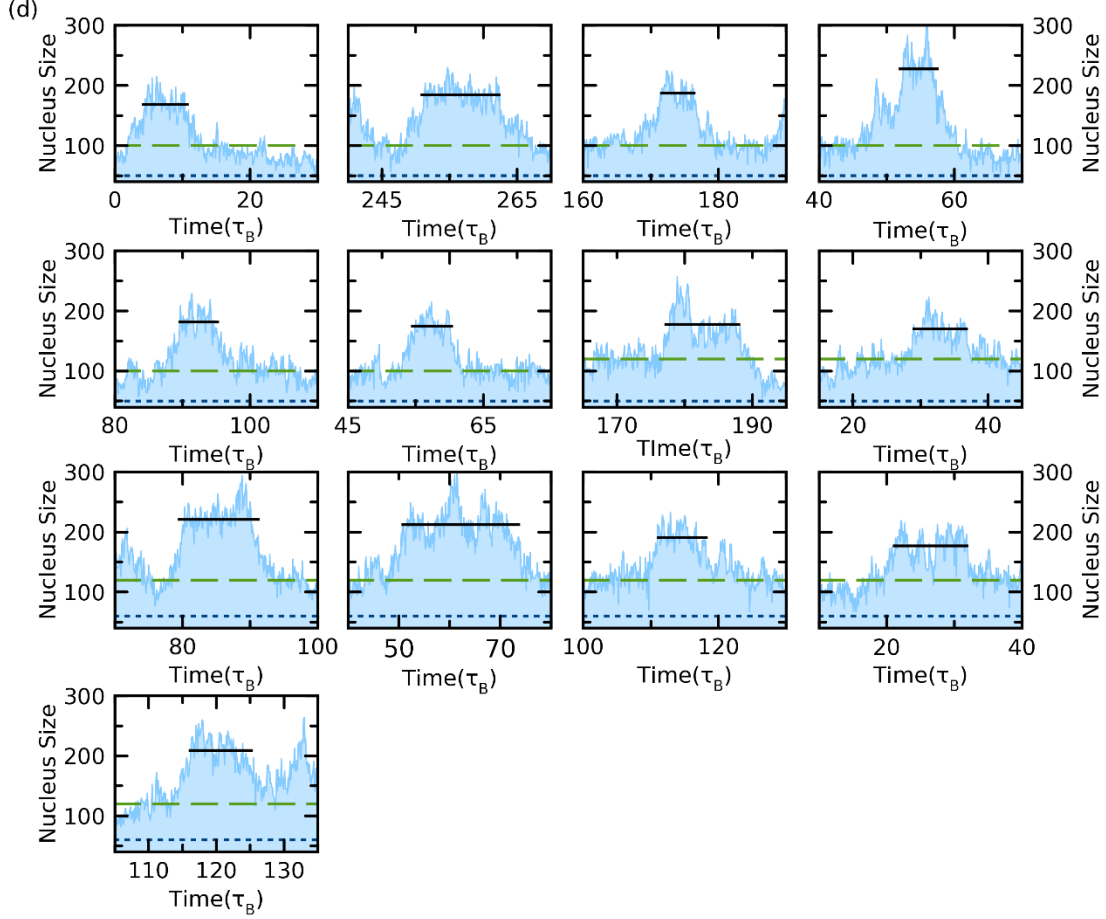 (d)
300 300
200 200
100 100
Nucleus Size Nucleus Size
0 20 245 265 160 180 40 60
Time(τB) Time(τB) Time(τB) Time(τB)
300 300
200 200
100 100
Nucleus Size Nucleus Size
80 100 45 65 170 190 20 40
Time(τB) Time(τB) TIme(τB) Time(τB)
300 300
200 200
100 100
Nucleus Size Nucleus Size
80 100 50 70 100 120 20 40
Time(τB) Time(τB) Time(τB) Time(τB)
300
200
100
Nucleus Size
110 120 130
Time(τB)